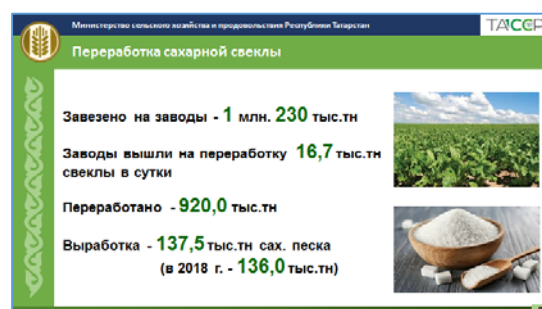 Министерство сельского хозяйства и продовольствия Республики Татарстан
ТАССР
Переработка сахарной свеклы
Завезено на заводы - 1 млн. 230 тыс.тн
Заводы вышли на переработку 16,7 тыс.тн
свеклы в сутки
Переработано - 920,0 тыс.тн
Выработка - 137,5 тыс.тн сах. песка
(в 2018 г. - 136,0 тыс.тн)